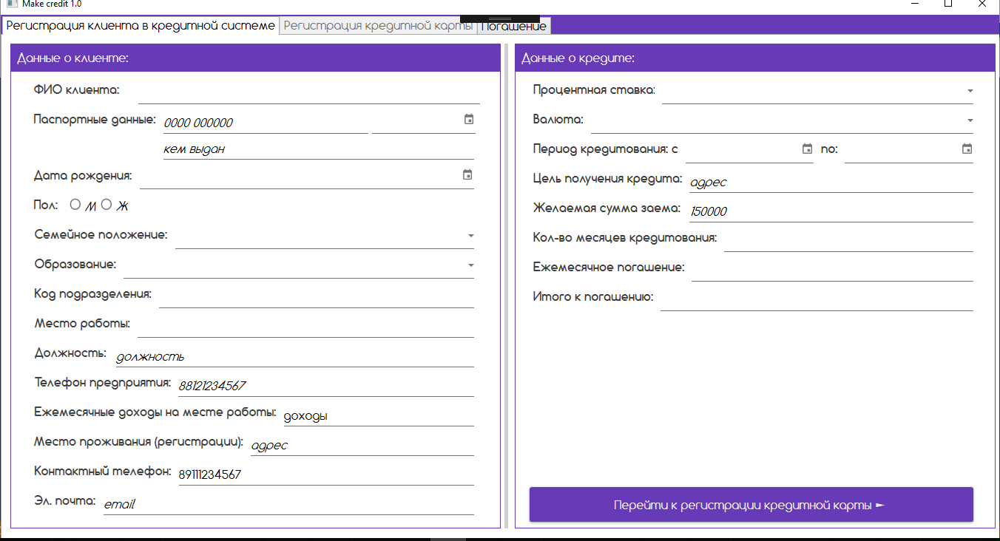 Make credit 1.0
Регистрация клиента в кредитной системе Регистрация кредитной карты Погашение
Данные о клиенте:
ФИО клиента:
Паспортные данные: 0000 000000
кем выдан
Дата рождения:
Пол: М Ж
Семейное положение:
Образование:
Код подразделения:
Место работы:
Должность: должность
Телефон предприятия: 88121234567
Ежемесячные доходы на месте работы: доходы
Место проживания (регистрации): адрес
Контактный телефон: 89111234567
Эл. почта: email
Данные о кредите:
Процентная ставка:
Валюта:
Период кредитования: с по:
Цель получения кредита: адрес
Желаемая сумма заема: 150000
Кол-во месяцев кредитования:
Ежемесячное погашение:
Итого к погашению:
Перейти к регистрации кредитной карты ►